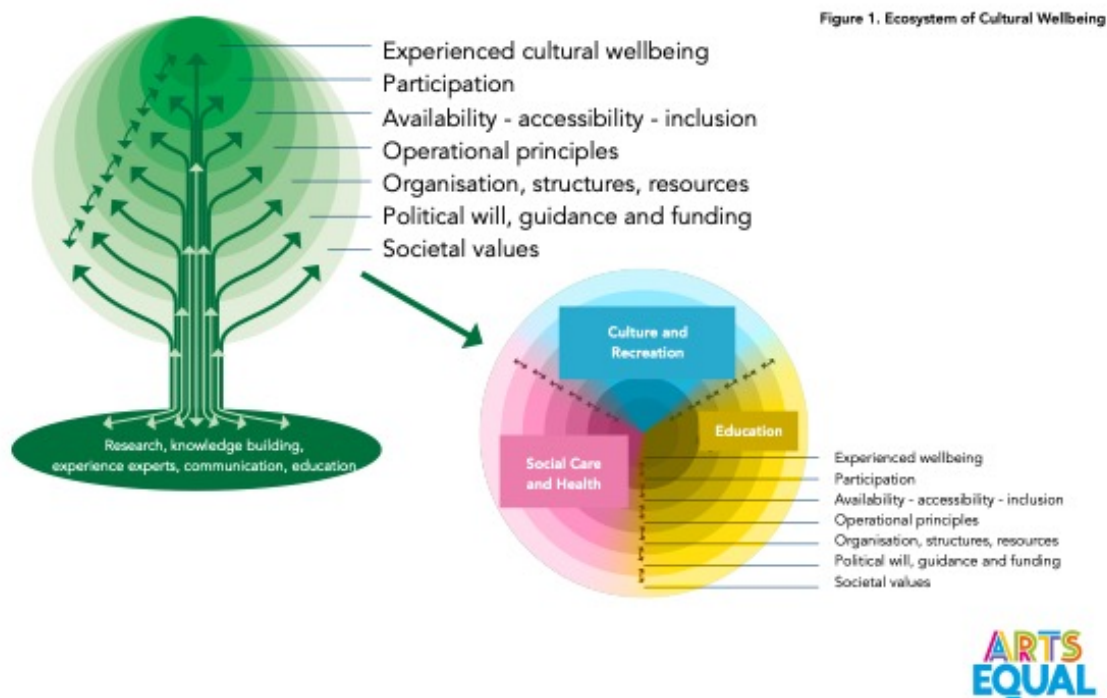 Figure 1. Ecosystem of Cultural Wellbeing
Experienced cultural wellbeing
Participation
Availability - accessibility - inclusion
Operational principles
Organisation, structures, resources
Political will, guidance and funding
Societal values
Research, knowledge building,
experience experts, communication, education
Culture and
Recreation
Education
Social Care
and Health
Experienced wellbeing
Participation
Availability - accessibility - inclusion
Operational principles
Organisation, structures, resources
Political will, guidance and funding
Societal values
ARTS
EQUAL